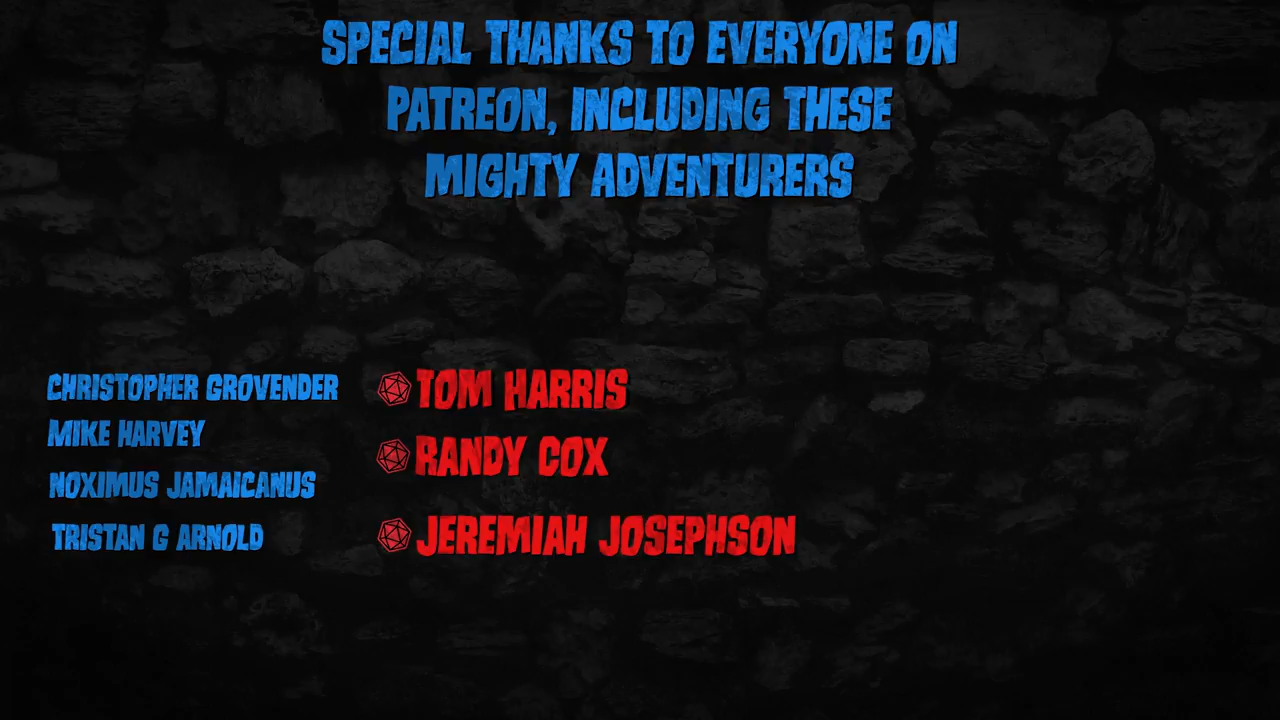 SPECIAL THANKS TO EVERYONE ON
PATREON, INCLUDING THESE
MIGHTY ADVENTURERS
CHRISTOPHER GROVENDER
MIKE HARVEY
NOXIMUS JAMAICANUS
TRISTAN G ARNOLD
TOM HARRIS
RANDY COX
JEREMIAH JOSEPHSON